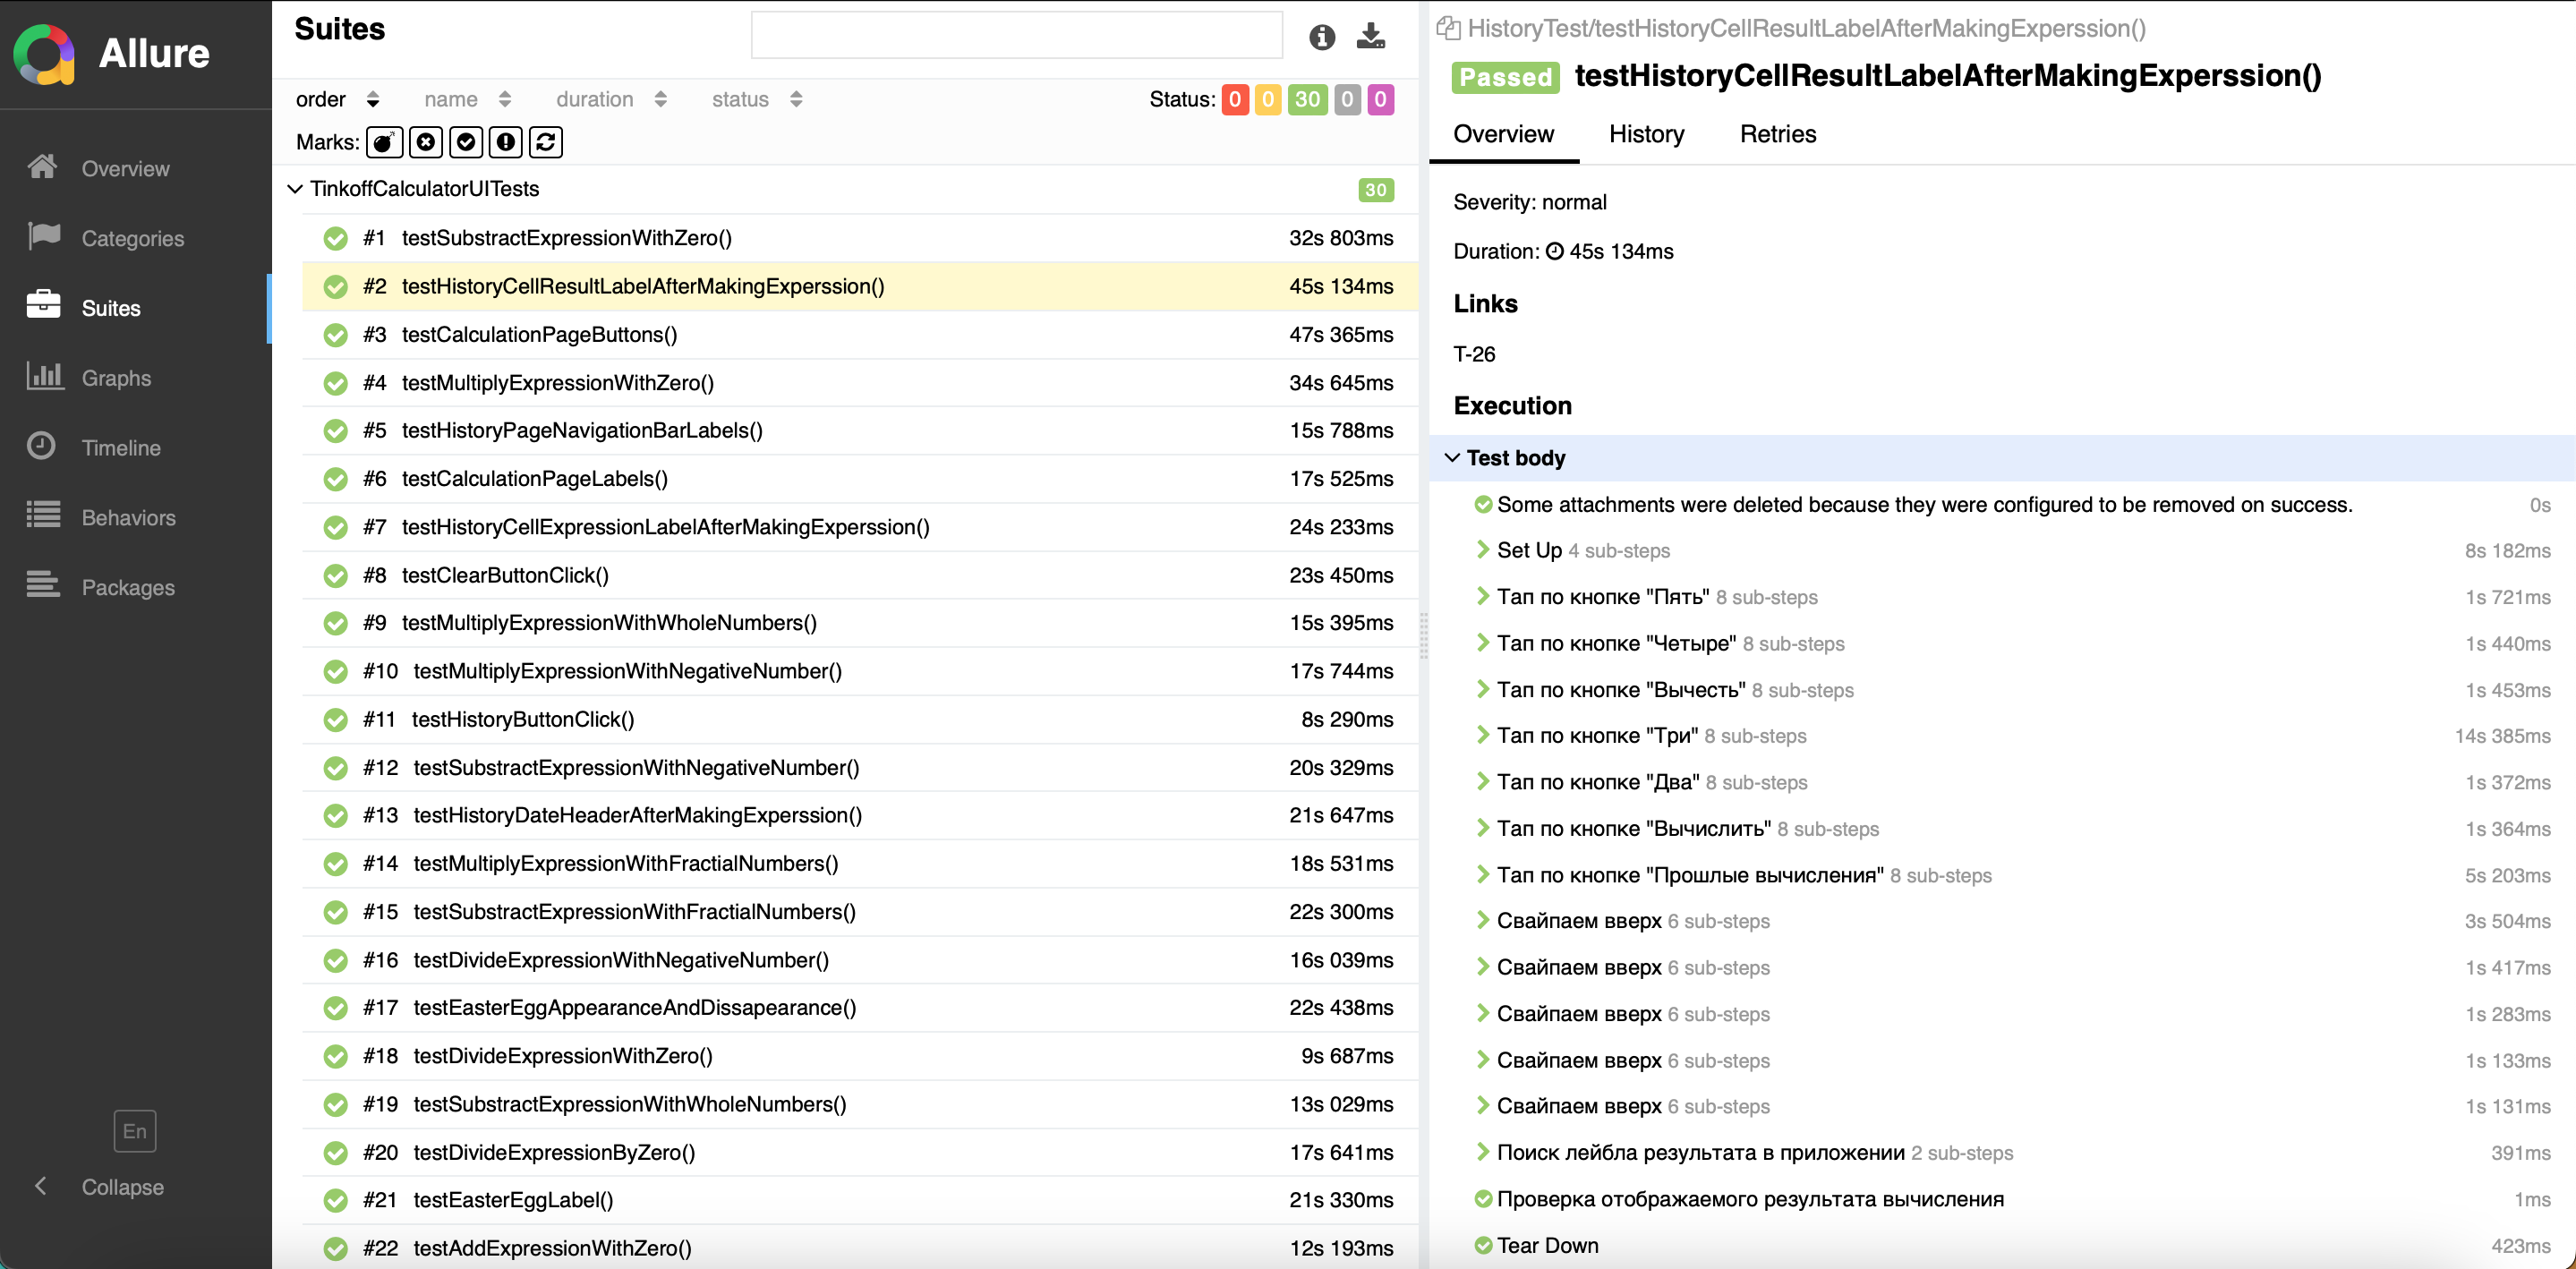 Allure
Overview
Categories
Suites
Graphs
Timeline
Behaviors
Packages
En
Collapse
Suites
order name duration status
Status: 0 0 30 0 0
Marks:
TinkoffCalculatorUITests 30
#1 testSubstractExpressionWithZero() 32s 803ms
#2 testHistoryCellResultLabelAfterMakingExperssion() 45s 134ms
#3 testCalculationPageButtons() 47s 365ms
#4 testMultiplyExpressionWithZero() 34s 645ms
#5 testHistoryPageNavigationBarLabels() 15s 788ms
#6 testCalculationPageLabels() 17s 525ms
#7 testHistoryCellExpressionLabelAfterMakingExperssion() 24s 233ms
#8 testClearButtonClick() 23s 450ms
#9 testMultiplyExpressionWithWholeNumbers() 15s 395ms
#10 testMultiplyExpressionWithNegativeNumber() 17s 744ms
#11 testHistoryButtonClick() 8s 290ms
#12 testSubstractExpressionWithNegativeNumber() 20s 329ms
#13 testHistoryDateHeaderAfterMakingExperssion() 21s 647ms
#14 testMultiplyExpressionWithFractialNumbers() 18s 531ms
#15 testSubstractExpressionWithFractialNumbers() 22s 300ms
#16 testDivideExpressionWithNegativeNumber() 16s 039ms
#17 testEasterEggAppearanceAndDissapearance() 22s 438ms
#18 testDivideExpressionWithZero() 9s 687ms
#19 testSubstractExpressionWithWholeNumbers() 13s 029ms
#20 testDivideExpressionByZero() 17s 641ms
#21 testEasterEggLabel() 21s 330ms
#22 testAddExpressionWithZero() 12s 193ms
HistoryTest/testHistoryCellResultLabelAfterMakingExperssion()
Passed testHistoryCellResultLabelAfterMakingExperssion()
Overview History Retries
Severity: normal
Duration: 45s 134ms
Links
T-26
Execution
Test body
Some attachments were deleted because they were configured to be removed on success. 0s
Set Up 4 sub-steps 8s 182ms
Тап по кнопке "Пять" 8 sub-steps 1s 721ms
Тап по кнопке "Четыре" 8 sub-steps 1s 440ms
Тап по кнопке "Вычесть" 8 sub-steps 1s 453ms
Тап по кнопке "Три" 8 sub-steps 14s 385ms
Тап по кнопке "Два" 8 sub-steps 1s 372ms
Тап по кнопке "Вычислить" 8 sub-steps 1s 364ms
Тап по кнопке "Прошлые вычисления" 8 sub-steps 5s 203ms
Свайпаем вверх 6 sub-steps 3s 504ms
Свайпаем вверх 6 sub-steps 1s 417ms
Свайпаем вверх 6 sub-steps 1s 283ms
Свайпаем вверх 6 sub-steps 1s 133ms
Свайпаем вверх 6 sub-steps 1s 131ms
Поиск лейбла результата в приложении 2 sub-steps 391ms
Проверка отображаемого результата вычисления 1ms
Tear Down 423ms